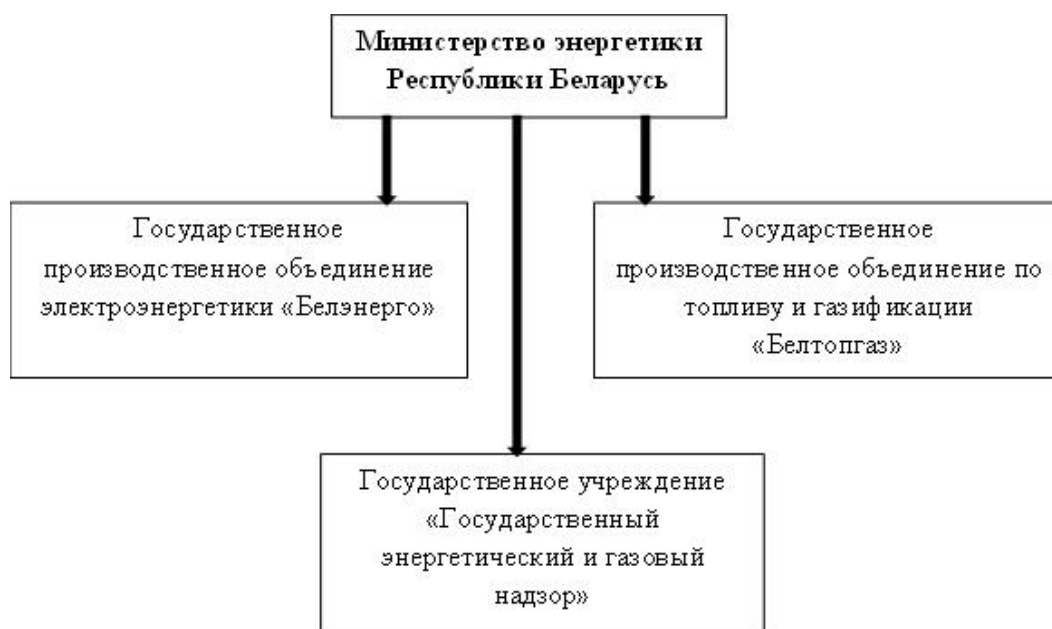 Министерство энергетики
Республики Беларусь
Государственное
производственное объединение
электроэнергетики «Белэнерго»
Государственное
производственное объединение по
топливу и газификации
«Белтопгаз»
Государственное учреждение
«Государственный
энергетический и газовый
надзор»